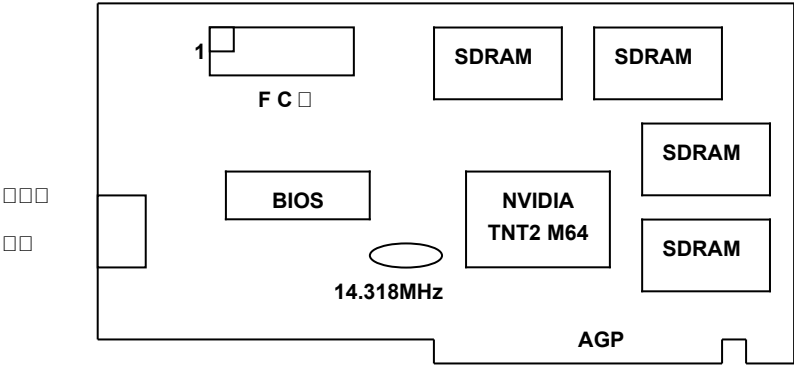 SDRAM
SDRAM
1
F C
SDRAM
BIOS
NVIDIA
TNT2 M64
SDRAM
14.318MHz
AGP